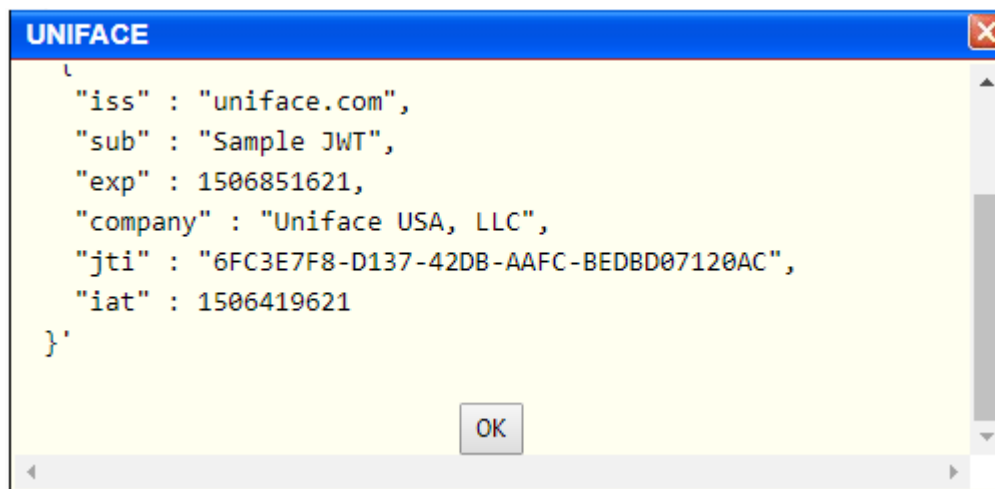 UNIFACE
{
"iss" : "uniface.com",
"sub" : "Sample JWT",
"exp" : 1506851621,
"company" : "Uniface USA, LLC",
"jti" : "6FC3E7F8-D137-42DB-AAFC-BEDBD07120AC",
"iat" : 1506419621
}'
OK